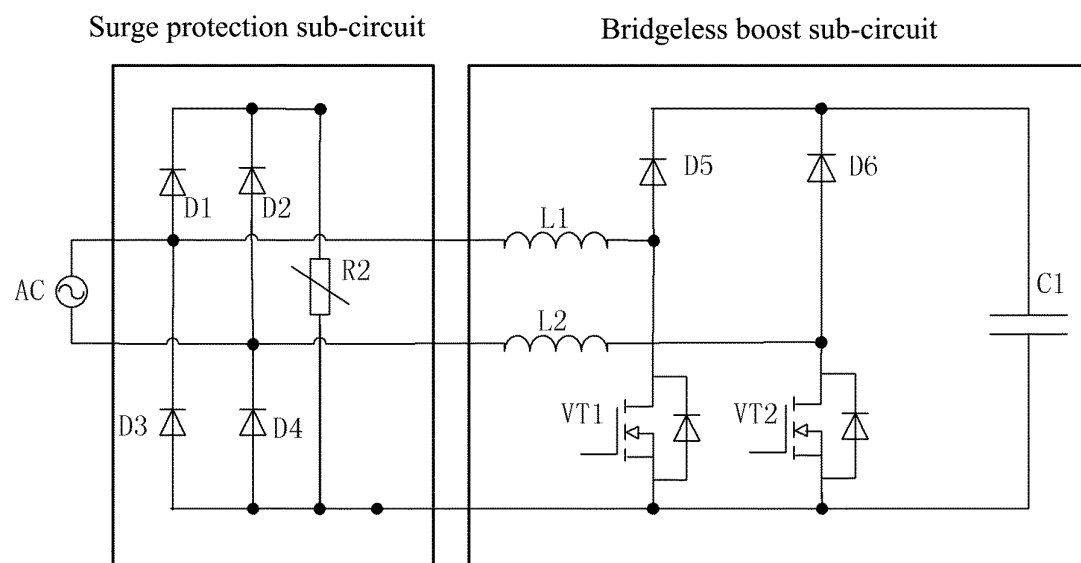 Surge protection sub-circuit
Bridgeless boost sub-circuit
D1
D2
D5
D6
L1
R2
AC
C1
L2
D3
D4
VT1
VT2